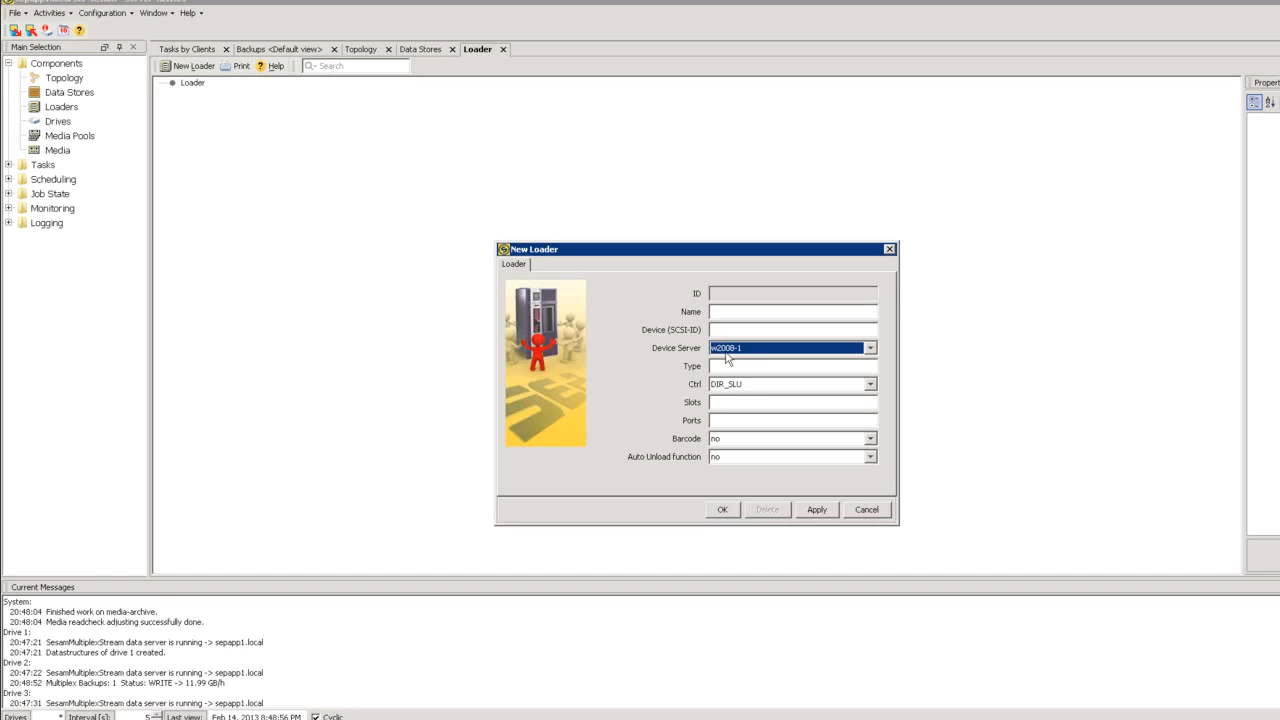 File Activities Configuration Window Help
Main Selection
Components
Topology
Data Stores
Loaders
Drives
Media Pools
Media
Tasks
Scheduling
Job State
Monitoring
Logging
Tasks by Clients Backups <Default view> Topology Data Stores Loader
New Loader Print Help Search
Loader
Propert
New Loader
Loader
ID
Name
Device (SCSI-ID)
Device Server w2008-1
Type
Ctrl DIR_SLU
Slots
Ports
Barcode no
Auto Unload function no
OK Delete Apply Cancel
Current Messages
System:
20:48:04 Finished work on media-archive.
20:48:04 Media readcheck adjusting successfully done.
Drive 1:
20:47:21 SesamMultiplexStream data server is running -> sepapp1.local
20:47:21 Datastructures of drive 1 created.
Drive 2:
20:47:22 SesamMultiplexStream data server is running -> sepapp1.local
20:48:52 Multiplex Backups: 1 Status: WRITE -> 11.99 GB/h
Drive 3:
20:47:31 SesamMultiplexStream data server is running -> sepapp1.local
Drives * Interval[s]: 5 Last view: Feb 14, 2013 8:48:56 PM Cyclic